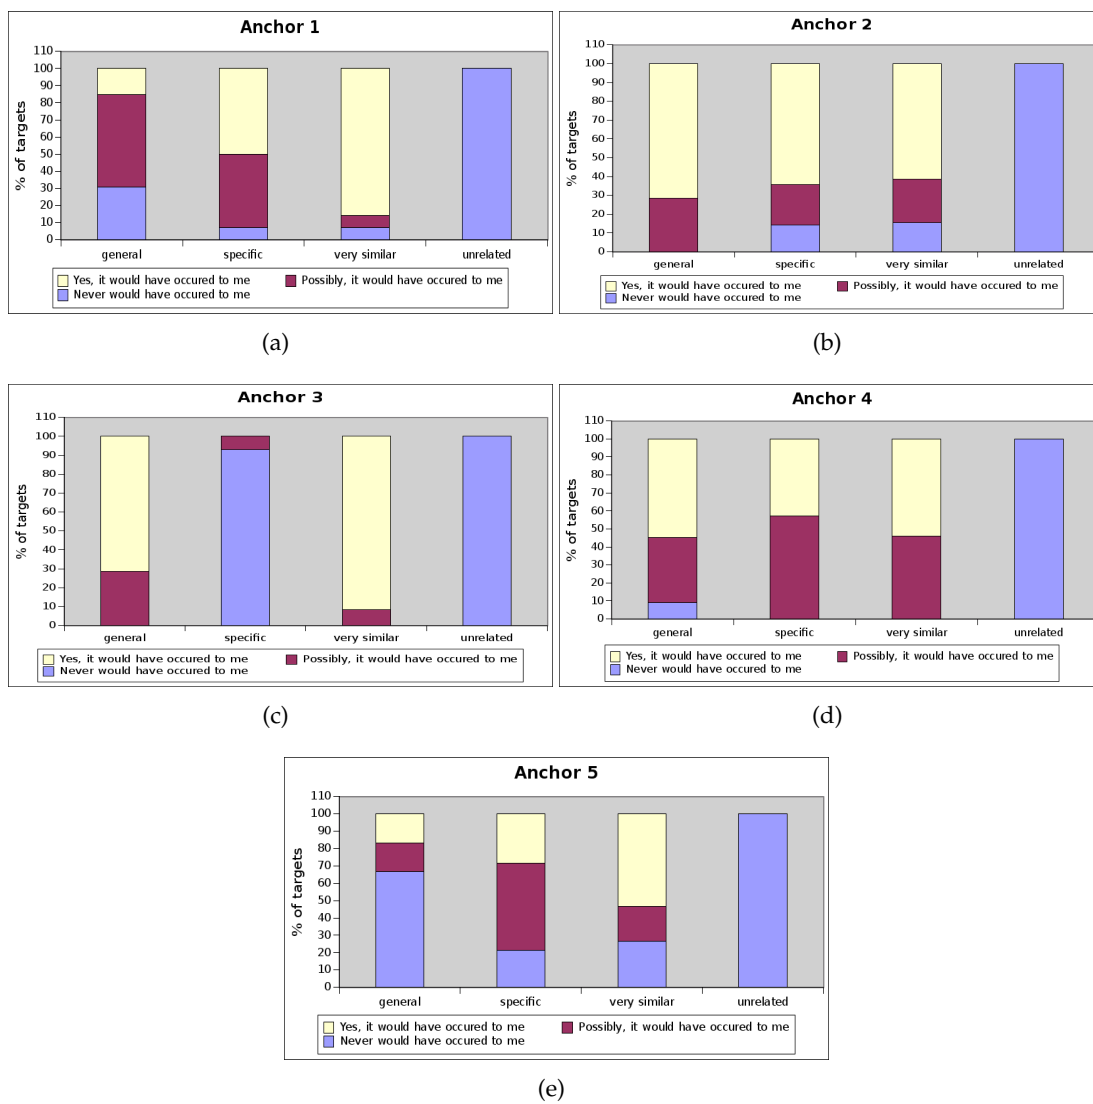 Anchor 1
% of targets
110
100
90
80
70
60
50
40
30
20
10
0
general specific very similar unrelated
Yes, it would have occured to me Possibly, it would have occured to me
Never would have occured to me
(a)
Anchor 2
% of targets
110
100
90
80
70
60
50
40
30
20
10
0
general specific very similar unrelated
Yes, it would have occured to me Possibly, it would have occured to me
Never would have occured to me
(b)
Anchor 3
% of targets
110
100
90
80
70
60
50
40
30
20
10
0
general specific very similar unrelated
Yes, it would have occured to me Possibly, it would have occured to me
Never would have occured to me
(c)
Anchor 4
% of targets
110
100
90
80
70
60
50
40
30
20
10
0
general specific very similar unrelated
Yes, it would have occured to me Possibly, it would have occured to me
Never would have occured to me
(d)
Anchor 5
% of targets
110
100
90
80
70
60
50
40
30
20
10
0
general specific very similar unrelated
Yes, it would have occured to me Possibly, it would have occured to me
Never would have occured to me
(e)